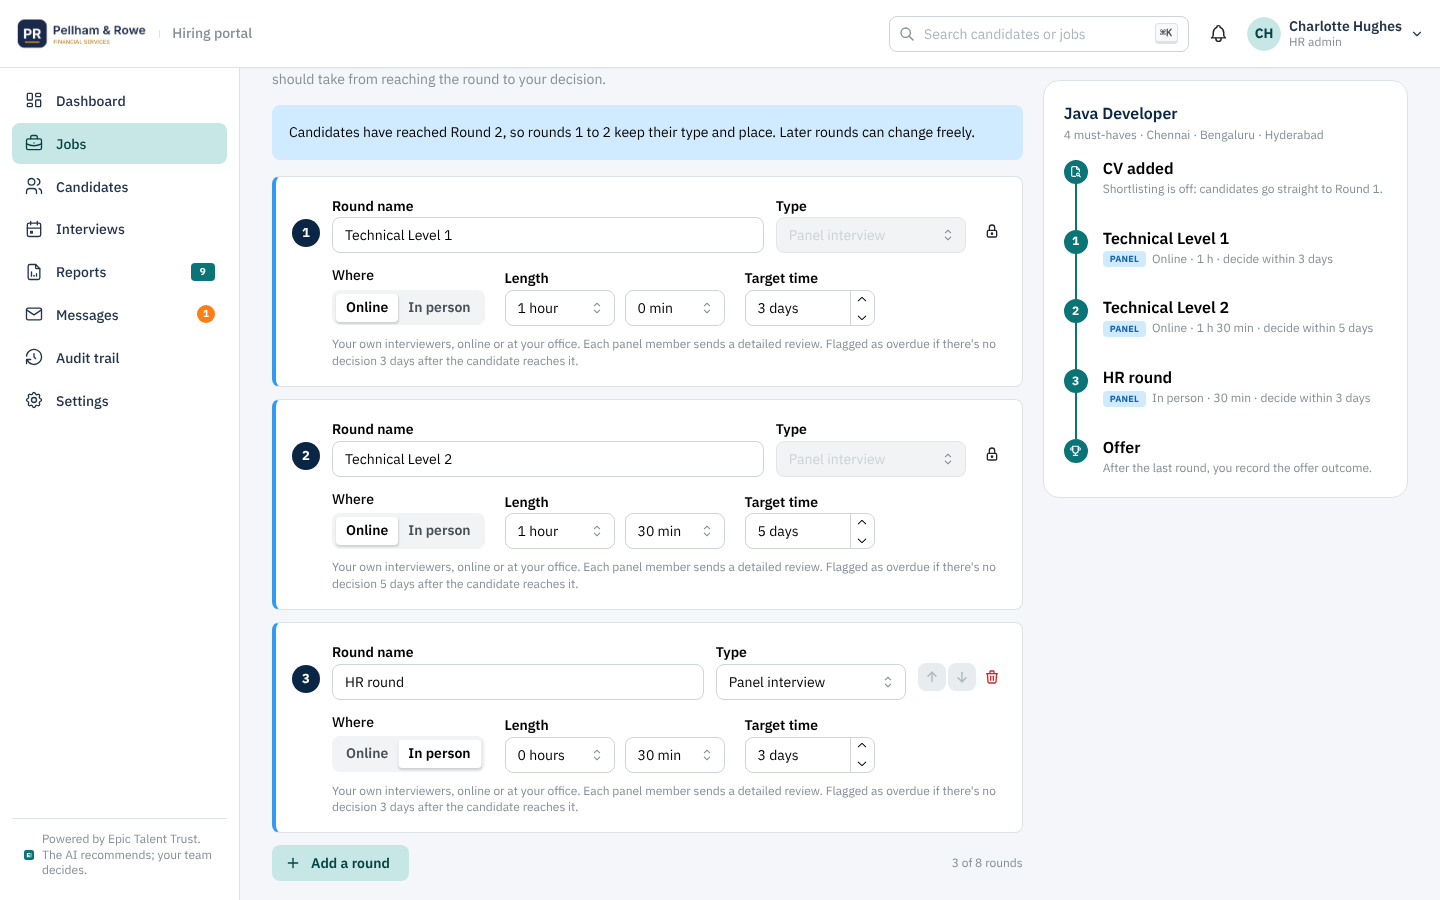 PR Pellham & Rowe
FINANCIAL SERVICES
Hiring portal
Search candidates or jobs
⌘K
CH
Charlotte Hughes
HR admin
Dashboard
Jobs
Candidates
Interviews
Reports 9
Messages 1
Audit trail
Settings
Powered by Epic Talent Trust.
The AI recommends; your team
decides.
should take from reaching the round to your decision.
Candidates have reached Round 2, so rounds 1 to 2 keep their type and place. Later rounds can change freely.
1
Round name Type
Technical Level 1 Panel interview
Where Length Target time
Online In person 1 hour 0 min 3 days
Your own interviewers, online or at your office. Each panel member sends a detailed review. Flagged as overdue if there's no
decision 3 days after the candidate reaches it.
2
Round name Type
Technical Level 2 Panel interview
Where Length Target time
Online In person 1 hour 30 min 5 days
Your own interviewers, online or at your office. Each panel member sends a detailed review. Flagged as overdue if there's no
decision 5 days after the candidate reaches it.
3
Round name Type
HR round Panel interview
Where Length Target time
Online In person 0 hours 30 min 3 days
Your own interviewers, online or at your office. Each panel member sends a detailed review. Flagged as overdue if there's no
decision 3 days after the candidate reaches it.
+ Add a round
3 of 8 rounds
Java Developer
4 must-haves · Chennai · Bengaluru · Hyderabad
CV added
Shortlisting is off: candidates go straight to Round 1.
1 Technical Level 1
PANEL Online · 1 h · decide within 3 days
2 Technical Level 2
PANEL Online · 1 h 30 min · decide within 5 days
3 HR round
PANEL In person · 30 min · decide within 3 days
Offer
After the last round, you record the offer outcome.